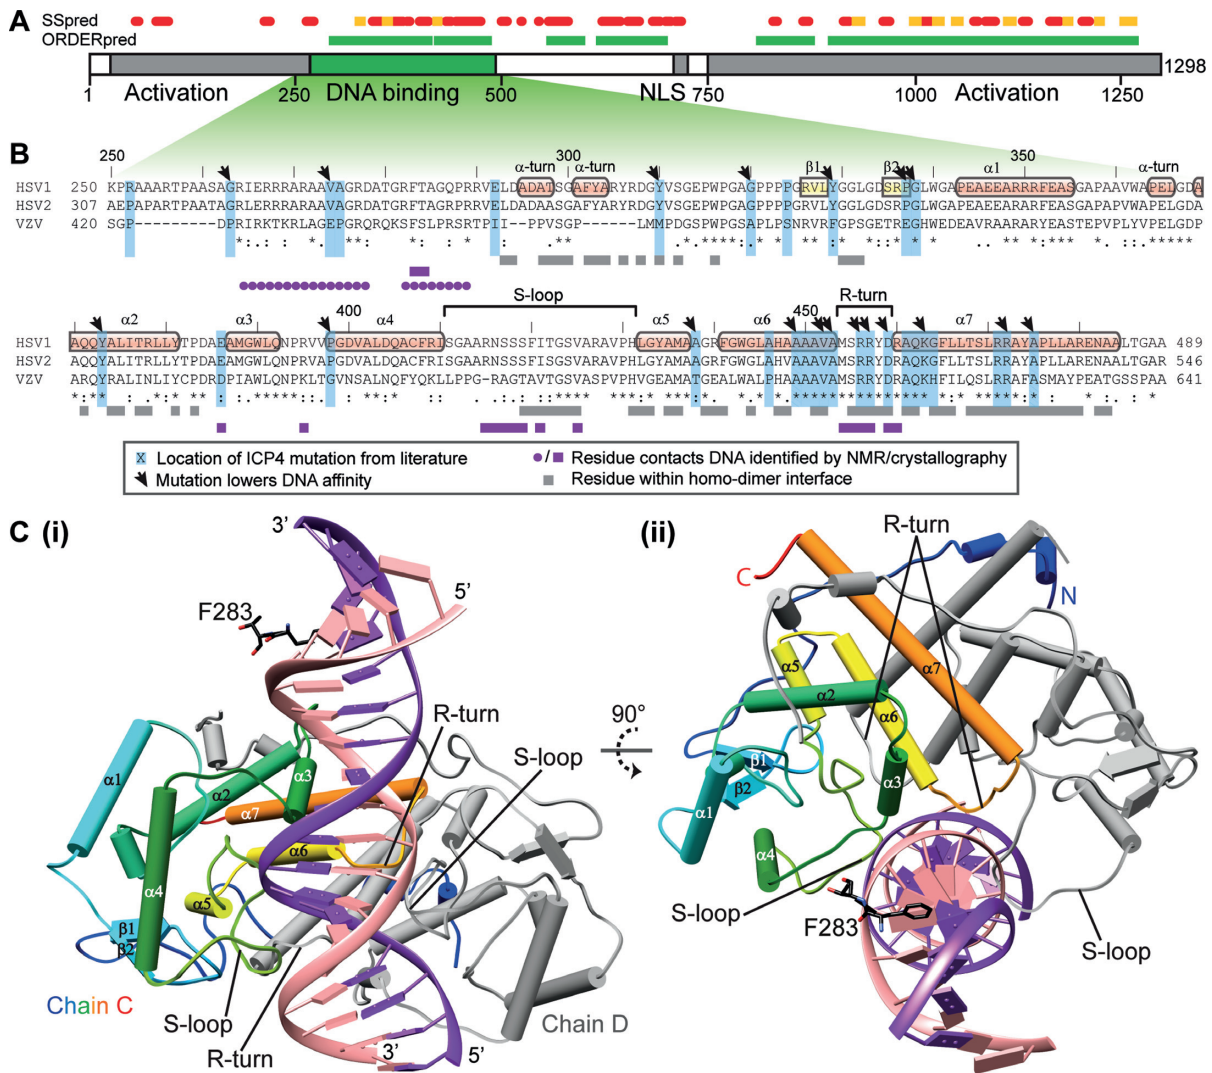 A
SSpred
ORDERpred
1298
1 Activation 250 DNA binding 500 NLS 750 1000 Activation 1250
B
250 300 350
α-turn α-turn β1 β2 α1 α-turn
HSV1 250 KPRAAARTPAASAGRIERRRARAAVAGRDATGRFTAGQPRRVELDADATSGAFYARYRDGYVSGEPWPGAGPPPPGRVLYGGLGDSRPGLWGAPEAEEARRRFEASGAPAAVWAPELGDA
HSV2 307 AEPAPARTPAATAGRLERRRARAAVAGRDATGRFTAGQPRRVELDADAASGAFYARYRDGYVSGEPWPGAGPPPPGRVLYGGLGDSRPGLWGAPEAEEARARYEASGAPAPVWAPELGDA
VZV 420 SGP---------DPRIRKTKRLAGEPGRQRQKSFSLPRSRTPIIPPVSGP---LMMPDGSPWPGSAPLPSNRVRFGPSGETREGHWEDEAVRAARARYEASTEPVPLYVPELGDP
S-loop R-turn
400 450
α2 α3 α4 α5 α6 α7
HSV1 AQQYALITRLLYTPDAEAMGWLQNPRVVPGDVALDQACFRISGAARNSSSFITGSVARAVPHLGYAMAAGRFGWGLAHAAAAVAMSRRYDRAQKGFLLTSLRRAYAPLLARENAALTGAA 489
HSV2 AQQYALITRLLYTPDAEAMGWLQNPRVVPGDVALDQACFRISGAARNSSSFITGSVARAVPHLGYAMAAGRFGWGLAHAAAAVAMSRRYDRAQKGFLLTSLRRAYAPLLARENAALTGAR 546
VZV ARQYRALINLIYCPDRDPIAWLQNPKLTGVNSALNQFYQKLLPPG-RAGTAVTGSVASPVPHVGEAMATGEALWALPHAAAAVAMSRRYDRAQKHFILQSLRRAFASMAYPEATGSSPAA 641
X Location of ICP4 mutation from literature
Mutation lowers DNA affinity
/ Residue contacts DNA identified by NMR/crystallography
Residue within homo-dimer interface
C (i)
3’
5’
F283
R-turn
S-loop
α1
α2
α3
α7
α6
α4
α5
β1
β2
Chain C
S-loop
R-turn
3’
5’
Chain D
90°
(ii)
R-turn
C
N
α5
α7
α2
α6
β1
β2
α3
α1
α4
S-loop
F283
S-loop